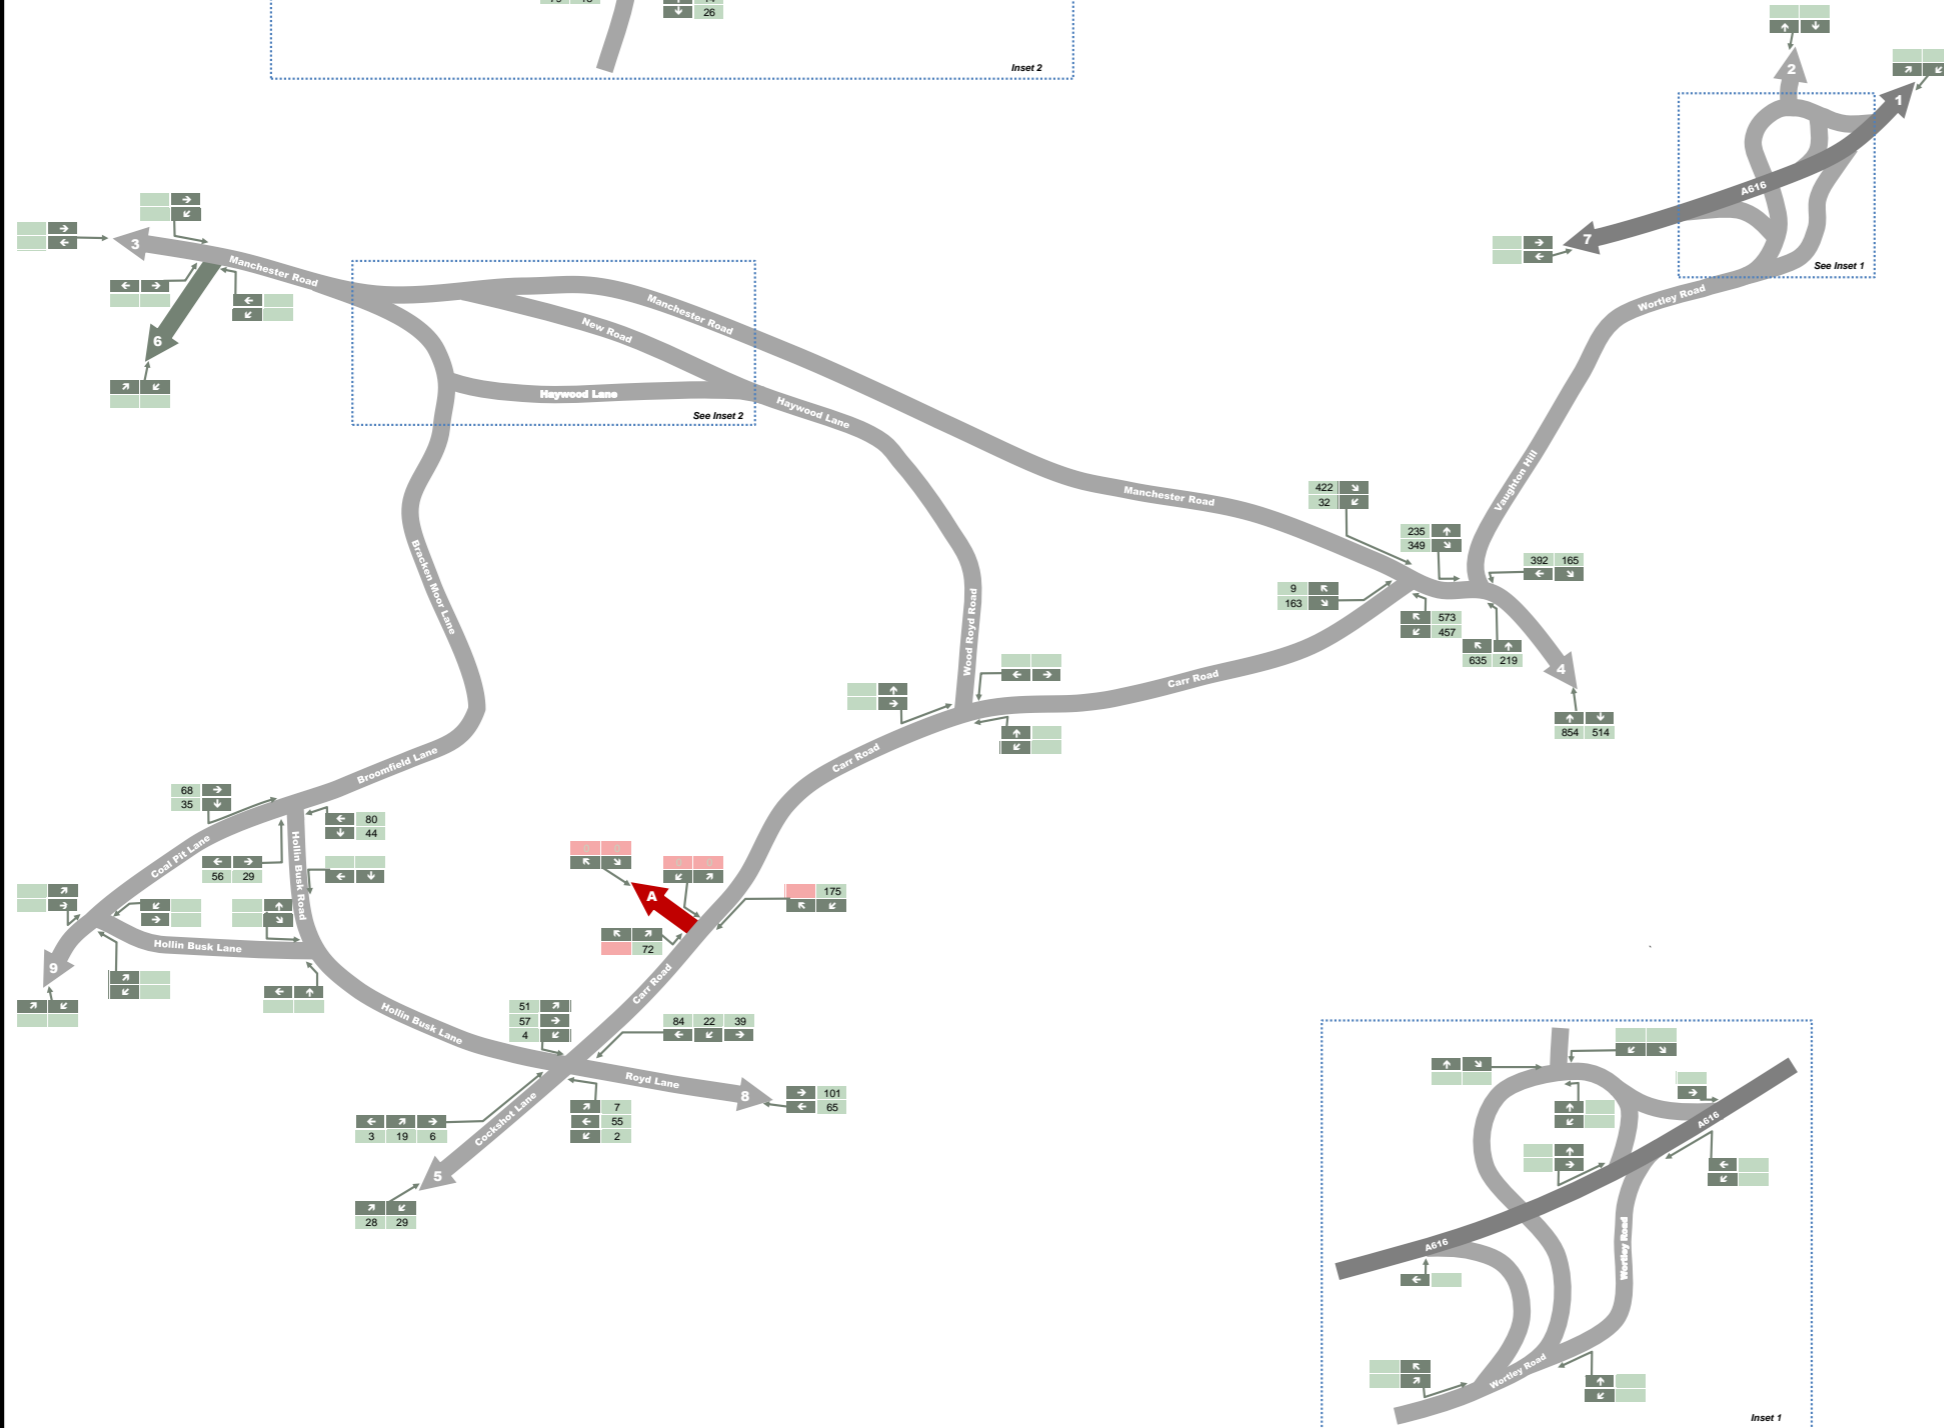 26
Inset 2
2
1
A616
7
See Inset 1
Wortley Road
3
Manchester Road
6
Manchester Road
New Road
Haywood Lane
Haywood Lane
See Inset 2
Manchester Road
Vaughton Hill
422
32
235
349
392 165
9
163
573
457
635 219
4
854 514
Bracken Moor Lane
Wood Royd Road
Carr Road
Carr Road
Broomfield Lane
68
35
80
44
Coal Pit Lane
56 29
Hollin Busk Road
0 0
0 0
A
175
72
Hollin Busk Lane
9
Carr Road
Hollin Busk Lane
51
57
4
84 22 39
Royd Lane
8
101
65
7
55
2
3 19 6
Cockshot Lane
5
28 29
A616
A616
Wortley Road
Wortley Road
Inset 1